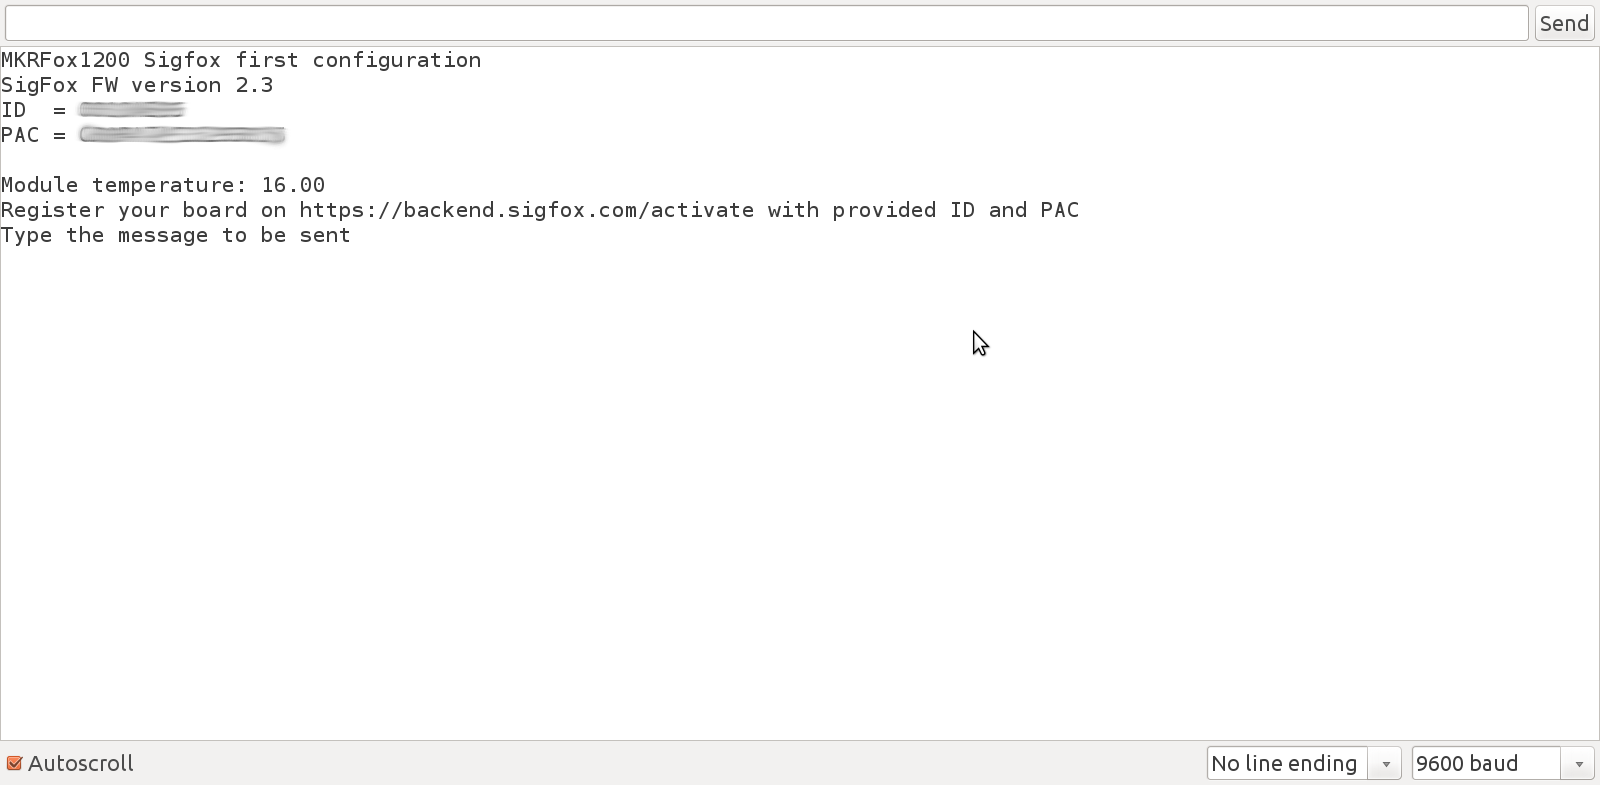 Send
MKRFox1200 Sigfox first configuration
SigFox FW version 2.3
ID  =
PAC =
Module temperature: 16.00
Register your board on https://backend.sigfox.com/activate with provided ID and PAC
Type the message to be sent
Autoscroll
No line ending
9600 baud